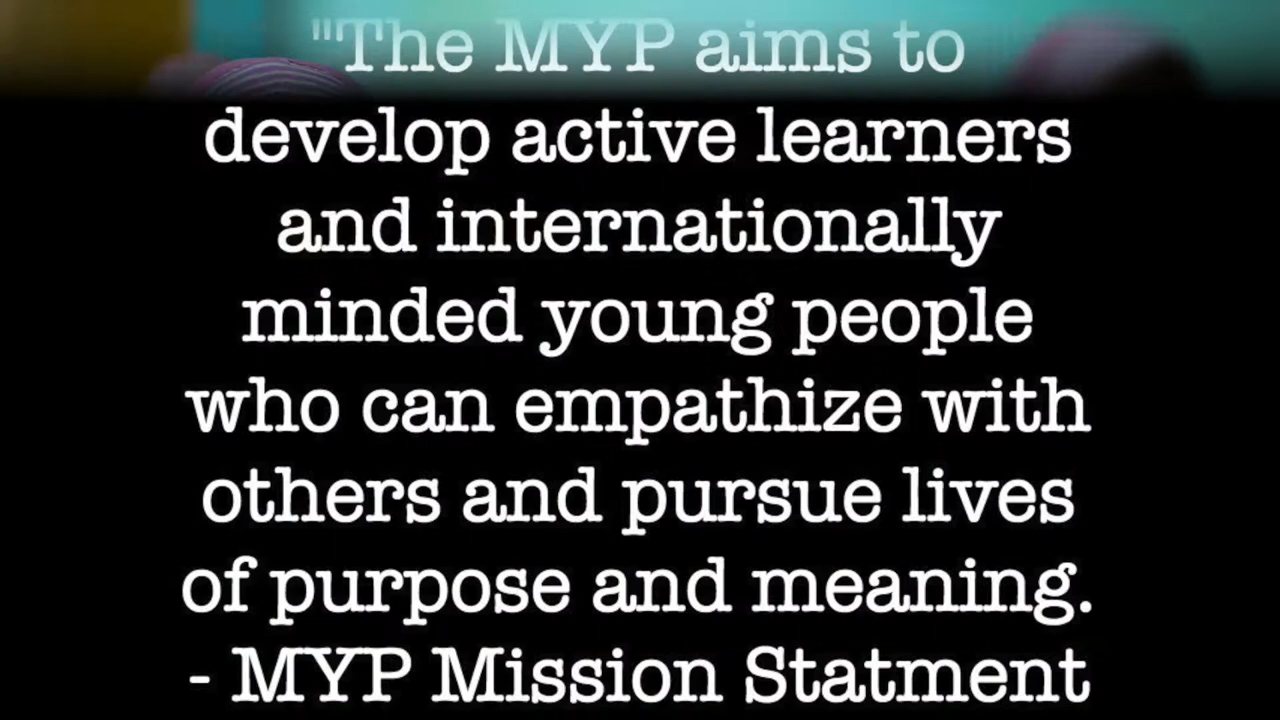 "The MYP aims to
develop active learners
and internationally
minded young people
who can empathize with
others and pursue lives
of purpose and meaning.
- MYP Mission Statment